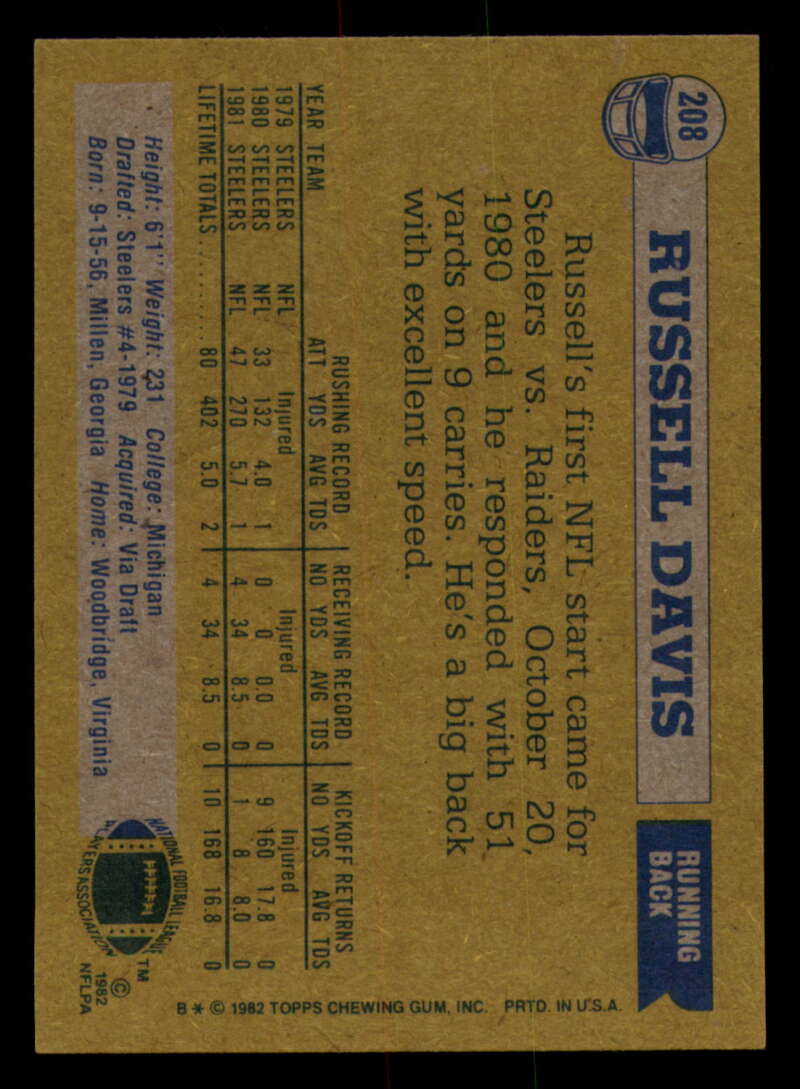 208
RUSSELL DAVIS
RUNNING
BACK
Russell's first NFL start came for
Steelers vs. Raiders, October 20,
1980 and he responded with 51
yards on 9 carries. He's a big back
with excellent speed.
RUSHING RECORD RECEIVING RECORD KICKOFF RETURNS
YEAR TEAM ATT YDS AVG TDS NO YDS AVG TDS NO YDS AVG TDS
1979 STEELERS NFL Injured Injured Injured
1980 STEELERS NFL 33 132 4.0 1 0 0 0.0 0 9 160 17.8 0
1981 STEELERS NFL 47 270 5.7 1 4 34 8.5 0 1 8 8.0 0
LIFETIME TOTALS.......... 80 402 5.0 2 4 34 8.5 0 10 168 16.8 0
Height: 6'1" Weight: 231 College: Michigan
Drafted: Steelers #4-1979 Acquired: Via Draft
Born: 9-15-56, Millen, Georgia Home: Woodbridge, Virginia
NATIONAL FOOTBALL LEAGUE
PLAYERS ASSOCIATION
TM
©
1982
NFLPA
B * © 1982 TOPPS CHEWING GUM, INC. PRTD. IN U.S.A.